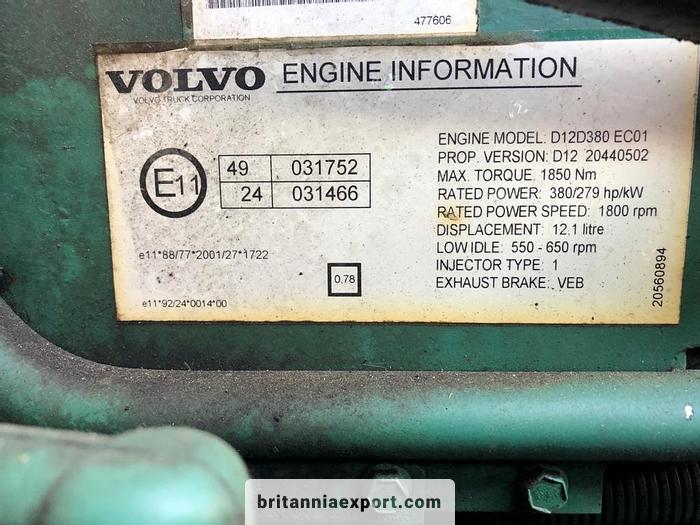 477606
VOLVO ENGINE INFORMATION
VOLVO TRUCK CORPORATION
E11
49 031752
24 031466
e11*88/77*2001/27*1722
0,78
e11*92/24*0014*00
ENGINE MODEL: D12D380 EC01
PROP. VERSION: D12 20440502
MAX. TORQUE: 1850 Nm
RATED POWER: 380/279 hp/kW
RATED POWER SPEED: 1800 rpm
DISPLACEMENT: 12.1 litre
LOW IDLE: 550 - 650 rpm
INJECTOR TYPE: 1
EXHAUST BRAKE: VEB
20560894
britanniaexport.com